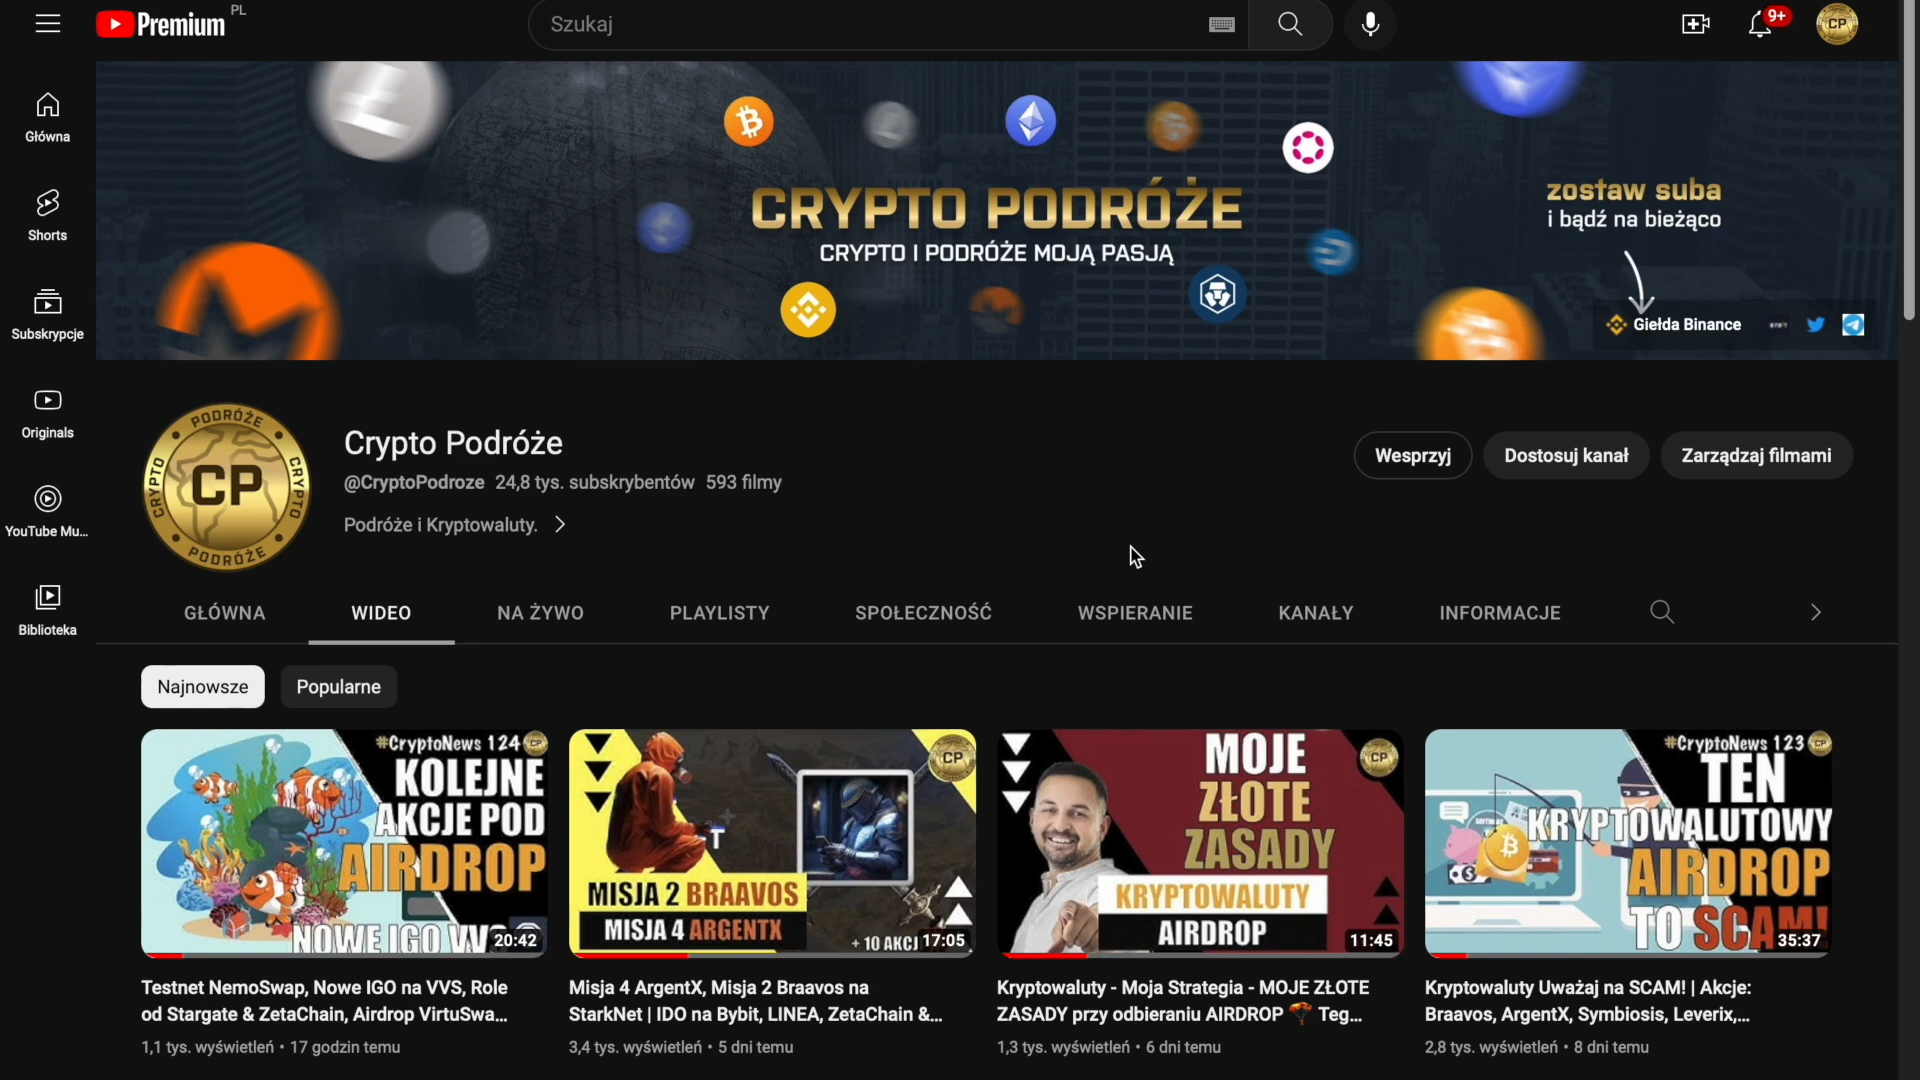 Premium
PL
Szukaj
9+
CP
Główna
Shorts
Subskrypcje
Originals
YouTube Mu...
Biblioteka
CRYPTO PODRÓŻE
CRYPTO I PODRÓŻE MOJĄ PASJĄ
zostaw suba
i bądź na bieżąco
Giełda Binance
PODRÓŻE
CRYPTO
CP
CRYPTO
PODRÓŻE
Crypto Podróże
@CryptoPodroze 24,8 tys. subskrybentów 593 filmy
Podróże i Kryptowaluty.
Wesprzyj
Dostosuj kanał
Zarządzaj filmami
GŁÓWNA
WIDEO
NA ŻYWO
PLAYLISTY
SPOŁECZNOŚĆ
WSPIERANIE
KANAŁY
INFORMACJE
Najnowsze
Popularne
#CryptoNews 124
CP
KOLEJNE
AKCJE POD
AIRDROP
NOWE IGO VVS
20:42
Testnet NemoSwap, Nowe IGO na VVS, Role
od Stargate & ZetaChain, Airdrop VirtuSwa...
1,1 tys. wyświetleń • 17 godzin temu
CP
T
MISJA 2 BRAAVOS
MISJA 4 ARGENTX
+ 10 AKCJI
17:05
Misja 4 ArgentX, Misja 2 Braavos na
StarkNet | IDO na Bybit, LINEA, ZetaChain &...
3,4 tys. wyświetleń • 5 dni temu
MOJE
ZŁOTE
ZASADY
CP
KRYPTOWALUTY
AIRDROP
11:45
Kryptowaluty - Moja Strategia - MOJE ZŁOTE
ZASADY przy odbieraniu AIRDROP 🪂 Teg...
1,3 tys. wyświetleń • 6 dni temu
#CryptoNews 123
CP
TEN
KRYPTOWALUTOWY
AIRDROP
TO SCAM!
35:37
Kryptowaluty Uważaj na SCAM! | Akcje:
Braavos, ArgentX, Symbiosis, Leverix,...
2,8 tys. wyświetleń • 8 dni temu